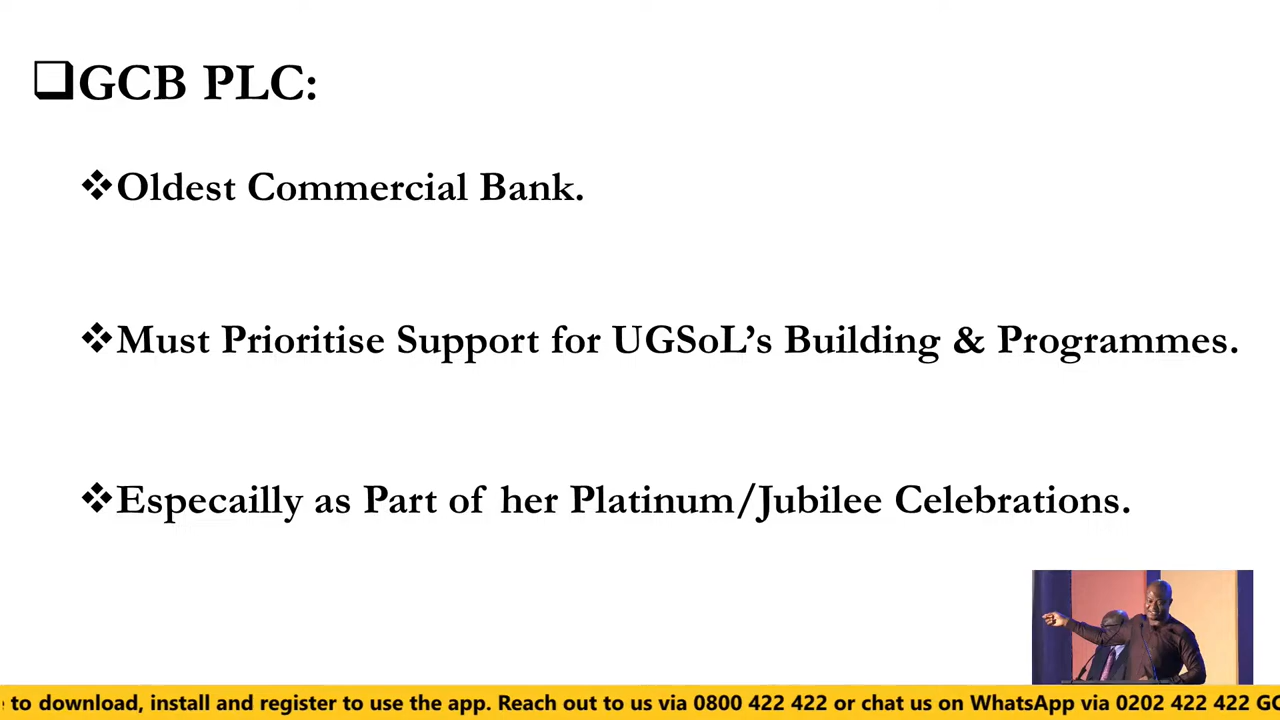 GCB PLC:
Oldest Commercial Bank.
Must Prioritise Support for UGSoL’s Building & Programmes.
Especailly as Part of her Platinum/Jubilee Celebrations.
to download, install and register to use the app. Reach out to us via 0800 422 422 or chat us on WhatsApp via 0202 422 422